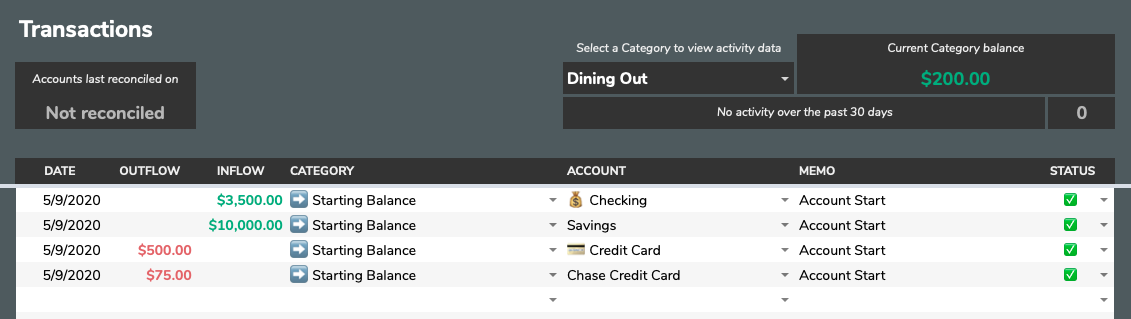 Transactions
Select a Category to view activity data
Current Category balance
Accounts last reconciled on
Dining Out
$200.00
Not reconciled
No activity over the past 30 days
0
DATE OUTFLOW INFLOW CATEGORY ACCOUNT MEMO STATUS
5/9/2020 $3,500.00 ➡️ Starting Balance 💰 Checking Account Start ✅
5/9/2020 $10,000.00 ➡️ Starting Balance Savings Account Start ✅
5/9/2020 $500.00 ➡️ Starting Balance 💳 Credit Card Account Start ✅
5/9/2020 $75.00 ➡️ Starting Balance Chase Credit Card Account Start ✅